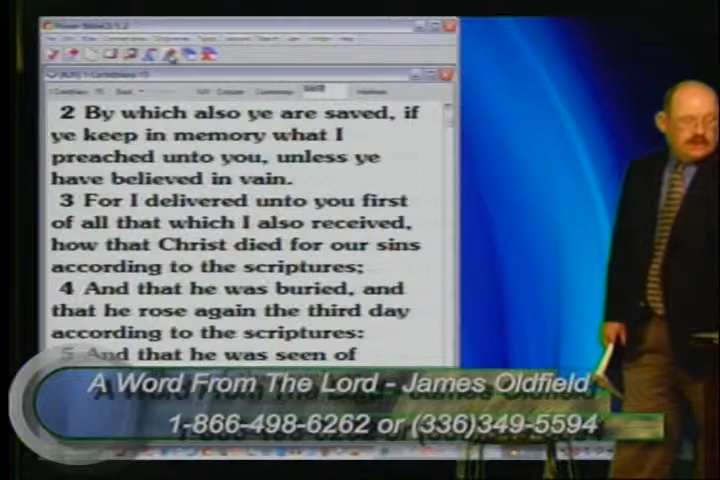 2 By which also ye are saved, if
ye keep in memory what I
preached unto you, unless ye
have believed in vain.
3 For I delivered unto you first
of all that which I also received,
how that Christ died for our sins
according to the scriptures;
4 And that he was buried, and
that he rose again the third day
according to the scriptures:
5 And that he was seen of
A Word From The Lord - James Oldfield
1-866-498-6262 or (336)349-5594